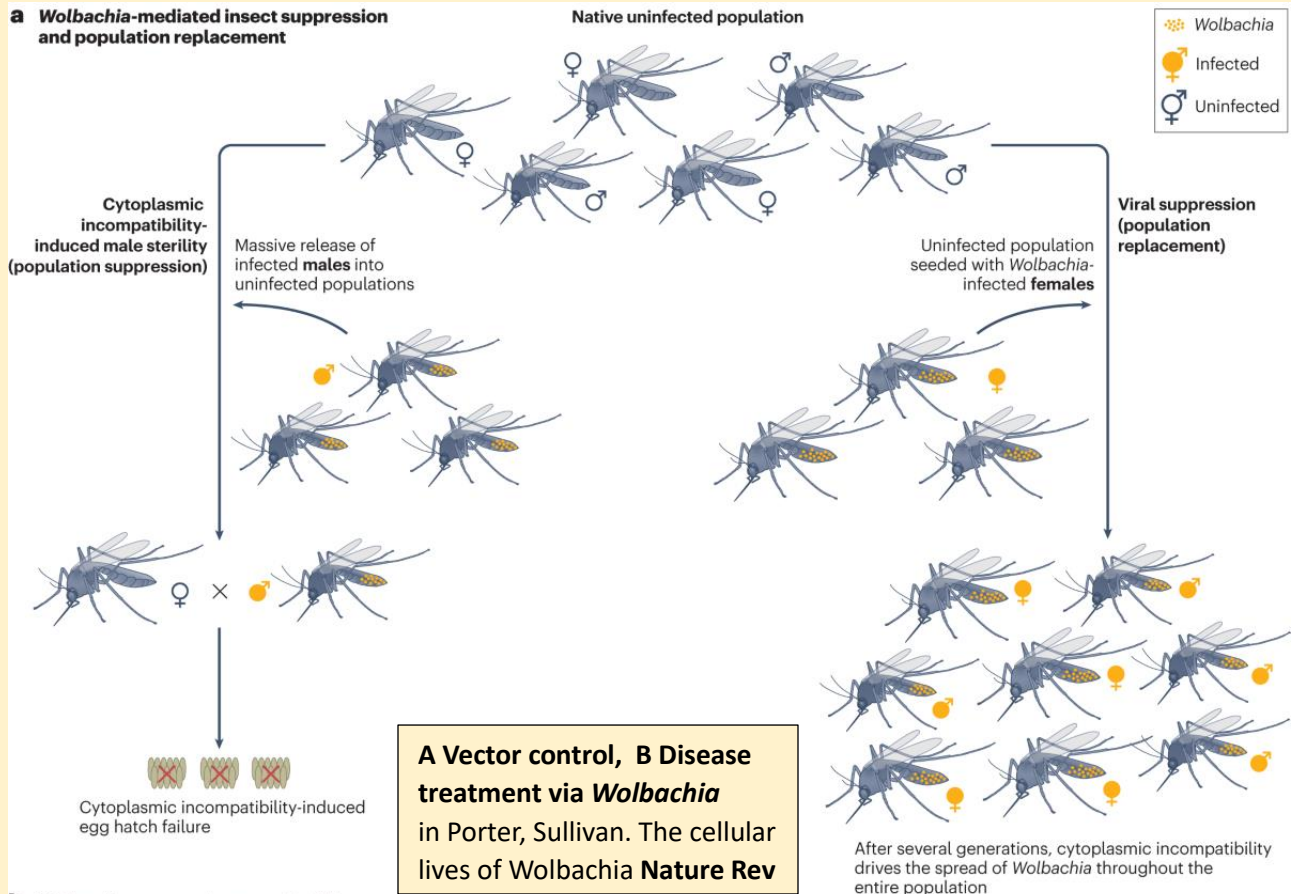 a Wolbachia-mediated insect suppression
and population replacement
Native uninfected population
Wolbachia
Infected
Uninfected
Cytoplasmic
incompatibility-
induced male sterility
(population suppression)
Massive release of
infected males into
uninfected populations
Uninfected population
seeded with Wolbachia-
infected females
Viral suppression
(population
replacement)
×
Cytoplasmic incompatibility-induced
egg hatch failure
A Vector control, B Disease
treatment via Wolbachia
in Porter, Sullivan. The cellular
lives of Wolbachia Nature Rev
After several generations, cytoplasmic incompatibility
drives the spread of Wolbachia throughout the
entire population